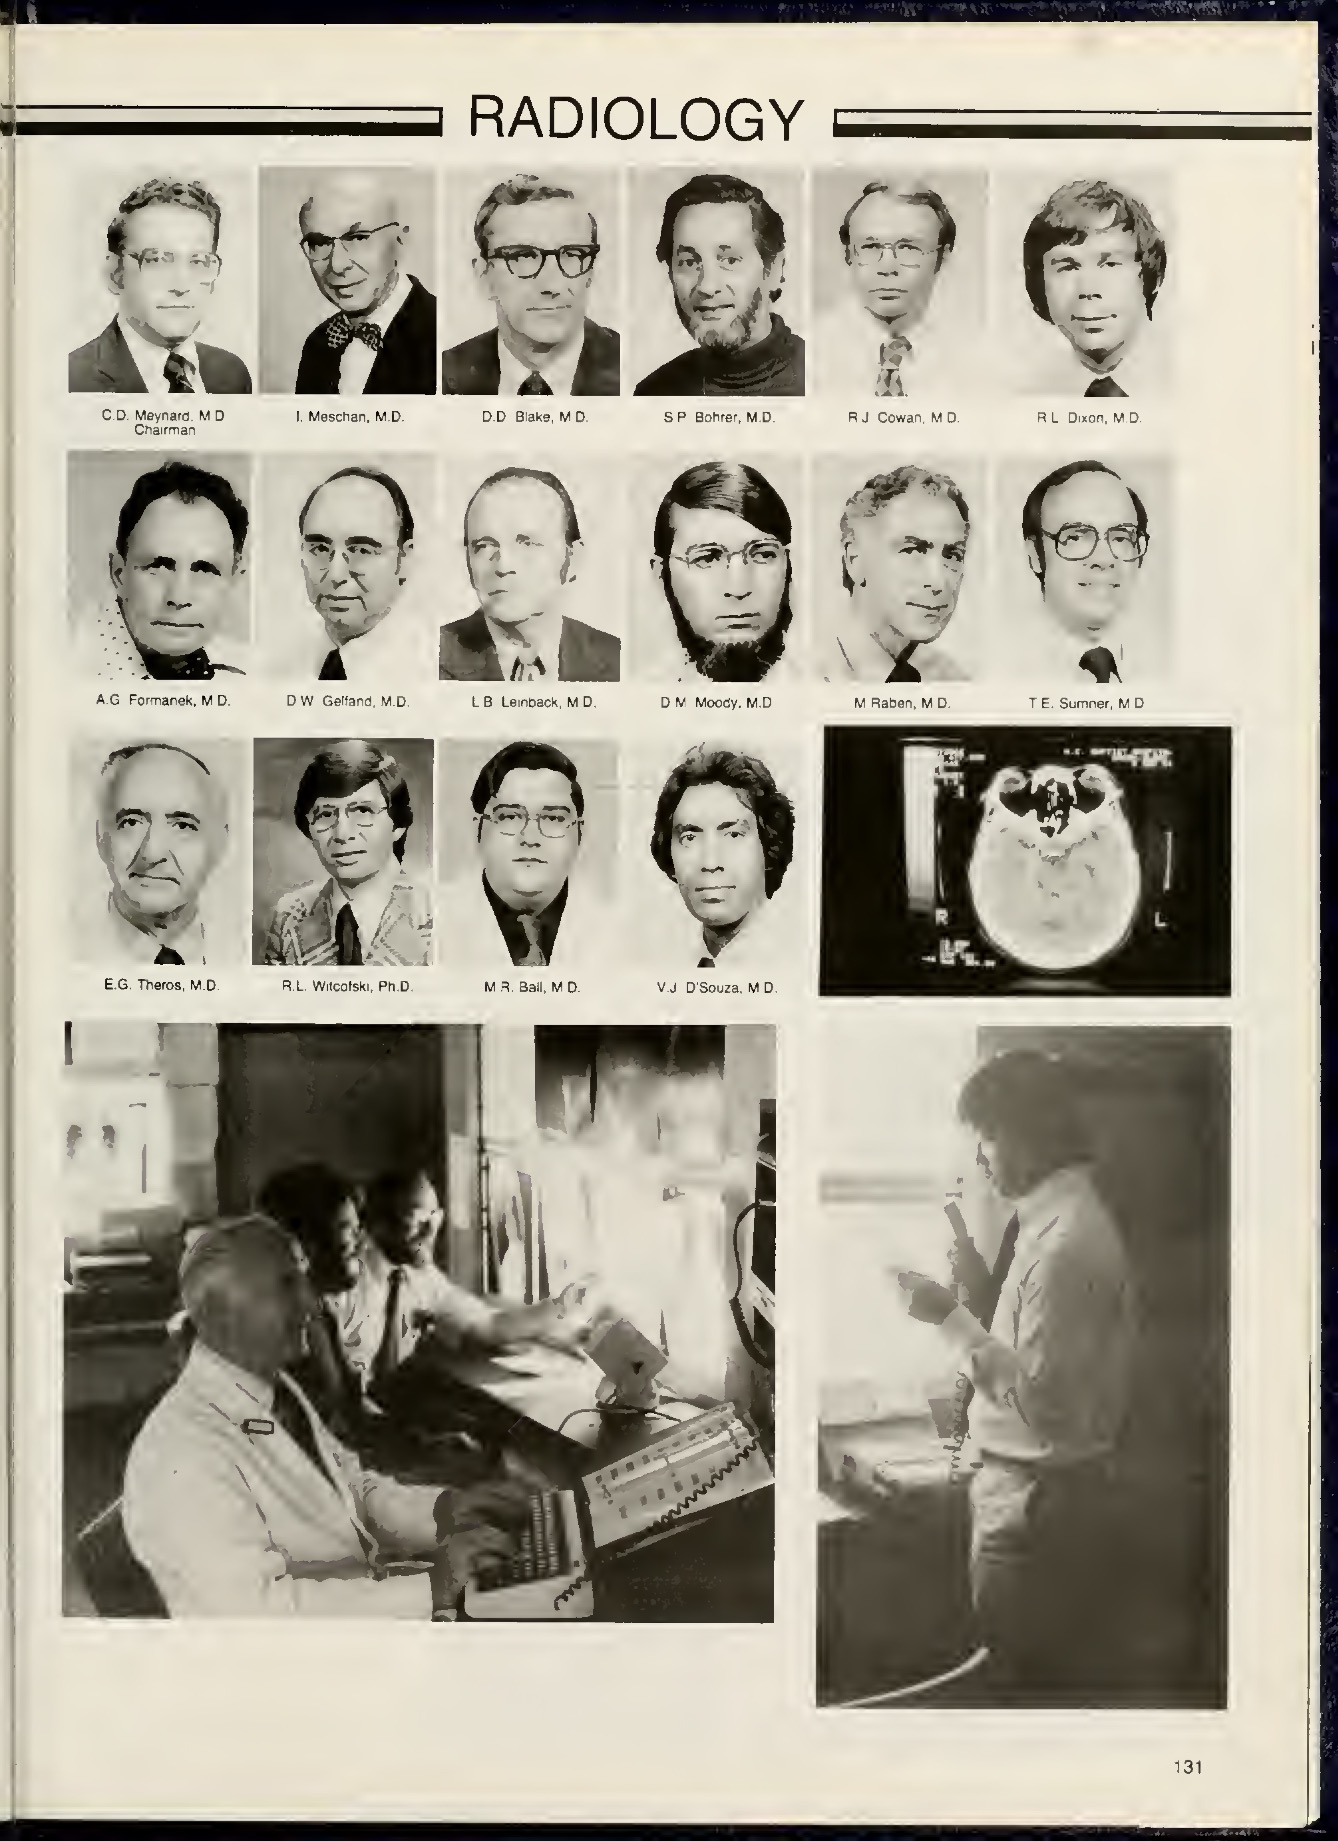 RADIOLOGY
C.D. Meynard, M D
Chairman
I. Meschan, M.D.
D.D Blake, M D.
S P Bohrer, M.D.
R J Cowan, M D.
R L Dixon, M.D.
A.G Formanek, M D.
D W Gelfand, M.D.
L B Leinback, M D.
D M Moody, M.D
M Raben, M D.
T E. Sumner, M D
E.G. Theros, M.D.
R.L. Witcofski, Ph.D.
M R. Ball, M D.
V.J D'Souza, M D.
R
L
131